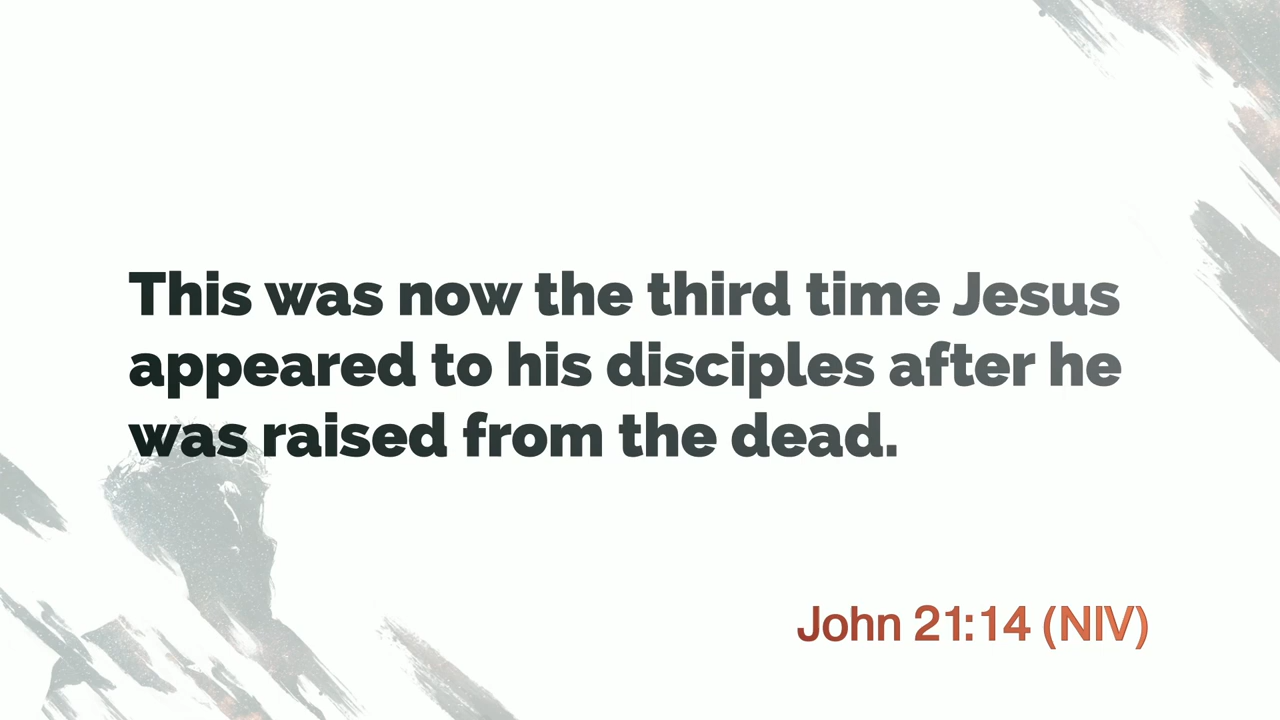 This was now the third time Jesus
appeared to his disciples after he
was raised from the dead.
John 21:14 (NIV)